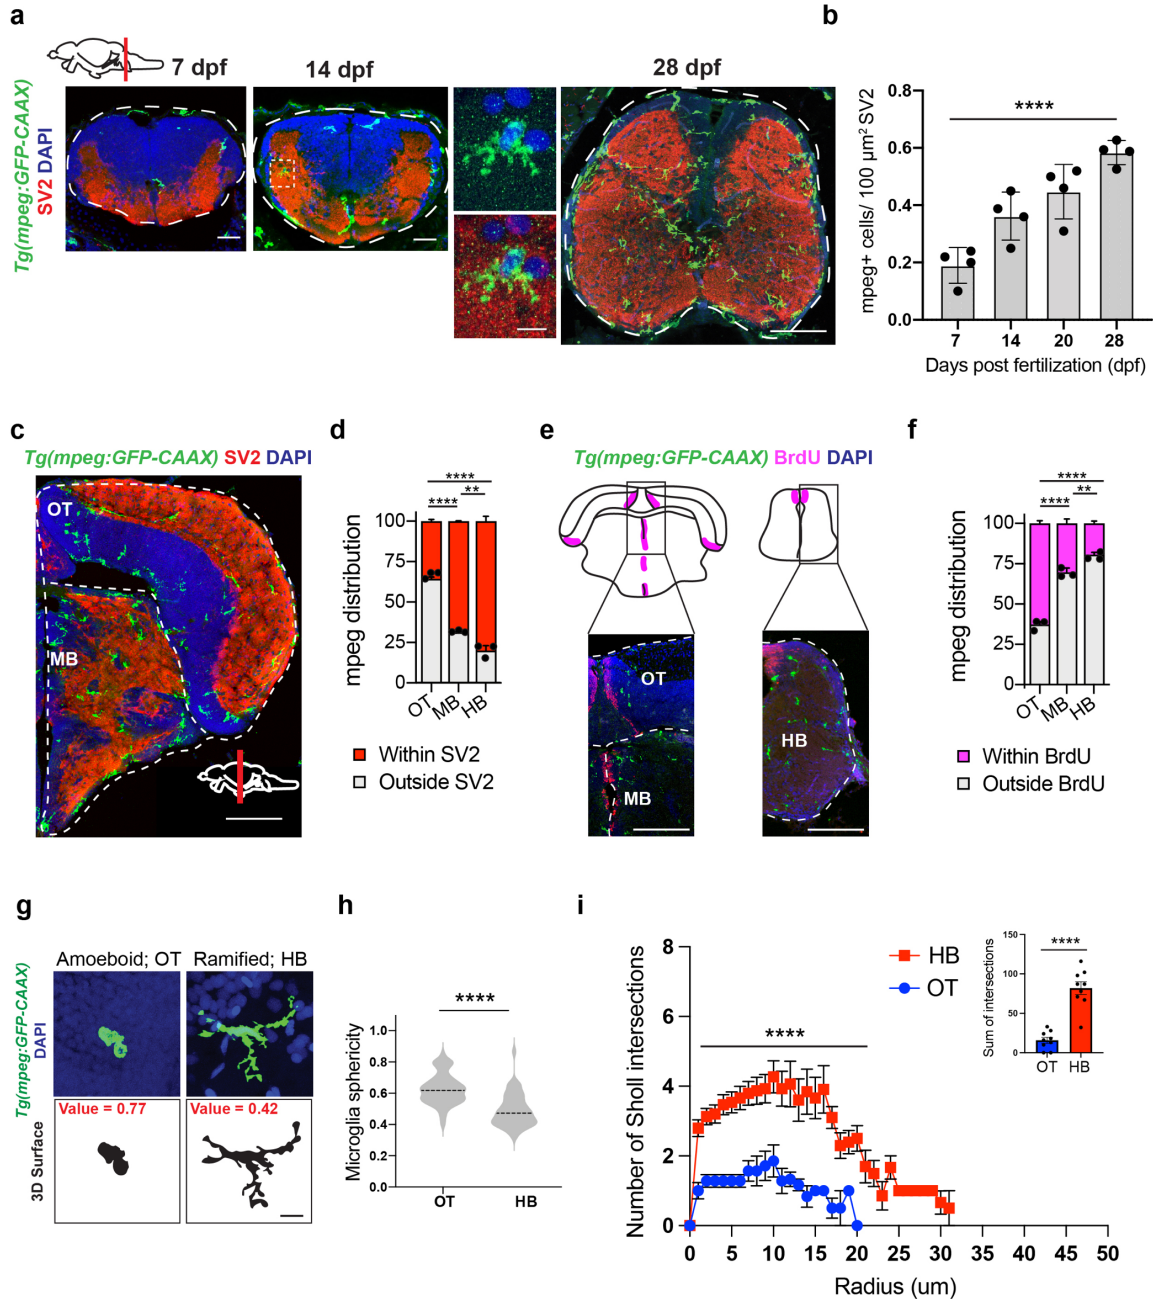 a
7 dpf
14 dpf
28 dpf
Tg(mpeg:GFP-CAAX)
SV2 DAPI
b
mpeg+ cells/ 100 µm² SV2
0.8
0.6
0.4
0.2
0.0
****
7 14 20 28
Days post fertilization (dpf)
c
Tg(mpeg:GFP-CAAX) SV2 DAPI
OT
MB
d
mpeg distribution
****
**** **
100
75
50
25
0
OT MB HB
Within SV2
Outside SV2
e
Tg(mpeg:GFP-CAAX) BrdU DAPI
OT
MB
HB
f
mpeg distribution
****
**** **
100
75
50
25
0
OT MB HB
Within BrdU
Outside BrdU
g
Amoeboid; OT
Ramified; HB
Tg(mpeg:GFP-CAAX)
DAPI
3D Surface
Value = 0.77
Value = 0.42
h
Microglia sphericity
****
1.0
0.8
0.6
0.4
0.2
0.0
OT HB
i
Number of Sholl intersections
8
6
4
2
0
****
HB
OT
0 5 10 15 20 25 30 35 40 45 50
Radius (um)
Sum of intersections
150
100
50
0
****
OT HB